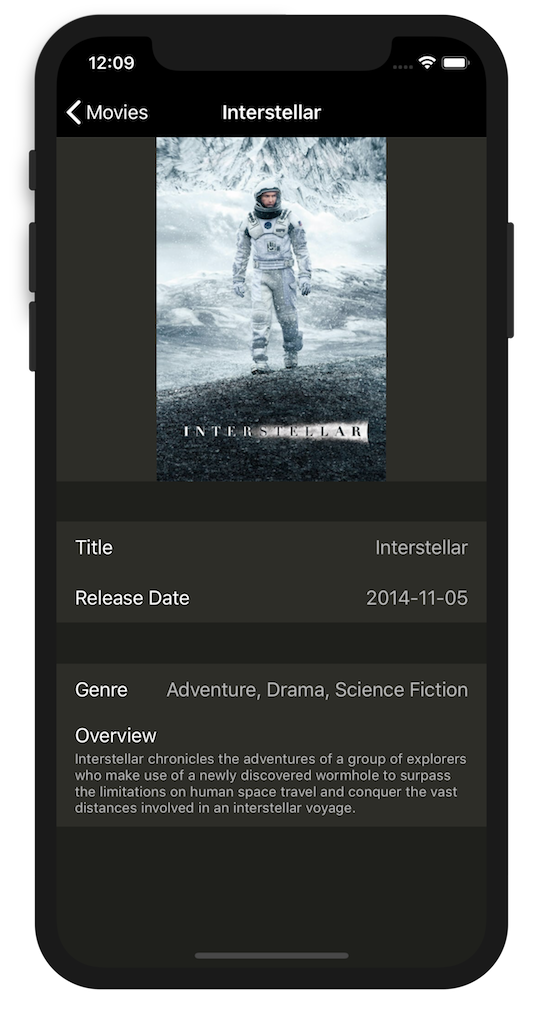 12:09
Movies Interstellar
INTERSTELLAR
Title Interstellar
Release Date 2014-11-05
Genre Adventure, Drama, Science Fiction
Overview
Interstellar chronicles the adventures of a group of explorers
who make use of a newly discovered wormhole to surpass
the limitations on human space travel and conquer the vast
distances involved in an interstellar voyage.